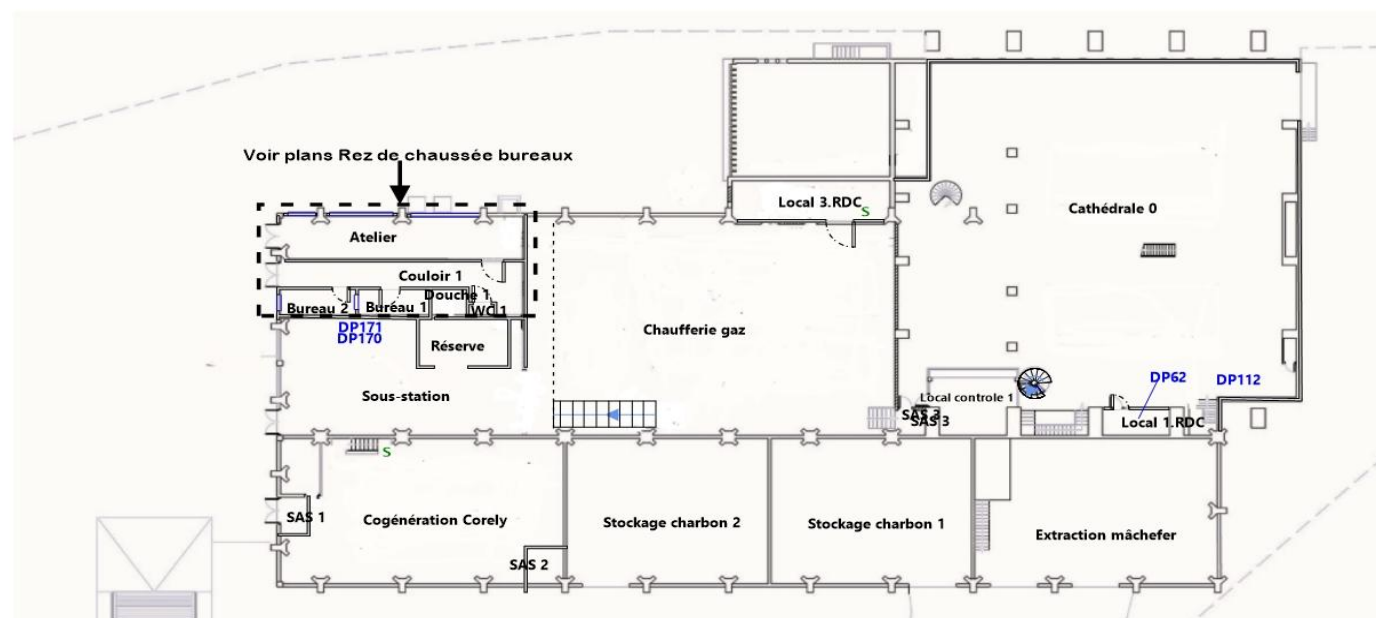 Voir plans Rez de chaussée bureaux
Local 3.RDC
S
Cathédrale 0
Atelier
Couloir 1
Douche 1
Bureau 2
Bureau 1
WC 1
DP171
DP170
Réserve
Chaufferie gaz
Sous-station
DP62
DP112
Local controle 1
SAS 3
SAS 3
Local 1.RDC
S
SAS 1
Cogénération Corely
Stockage charbon 2
Stockage charbon 1
Extraction mâchefer
SAS 2